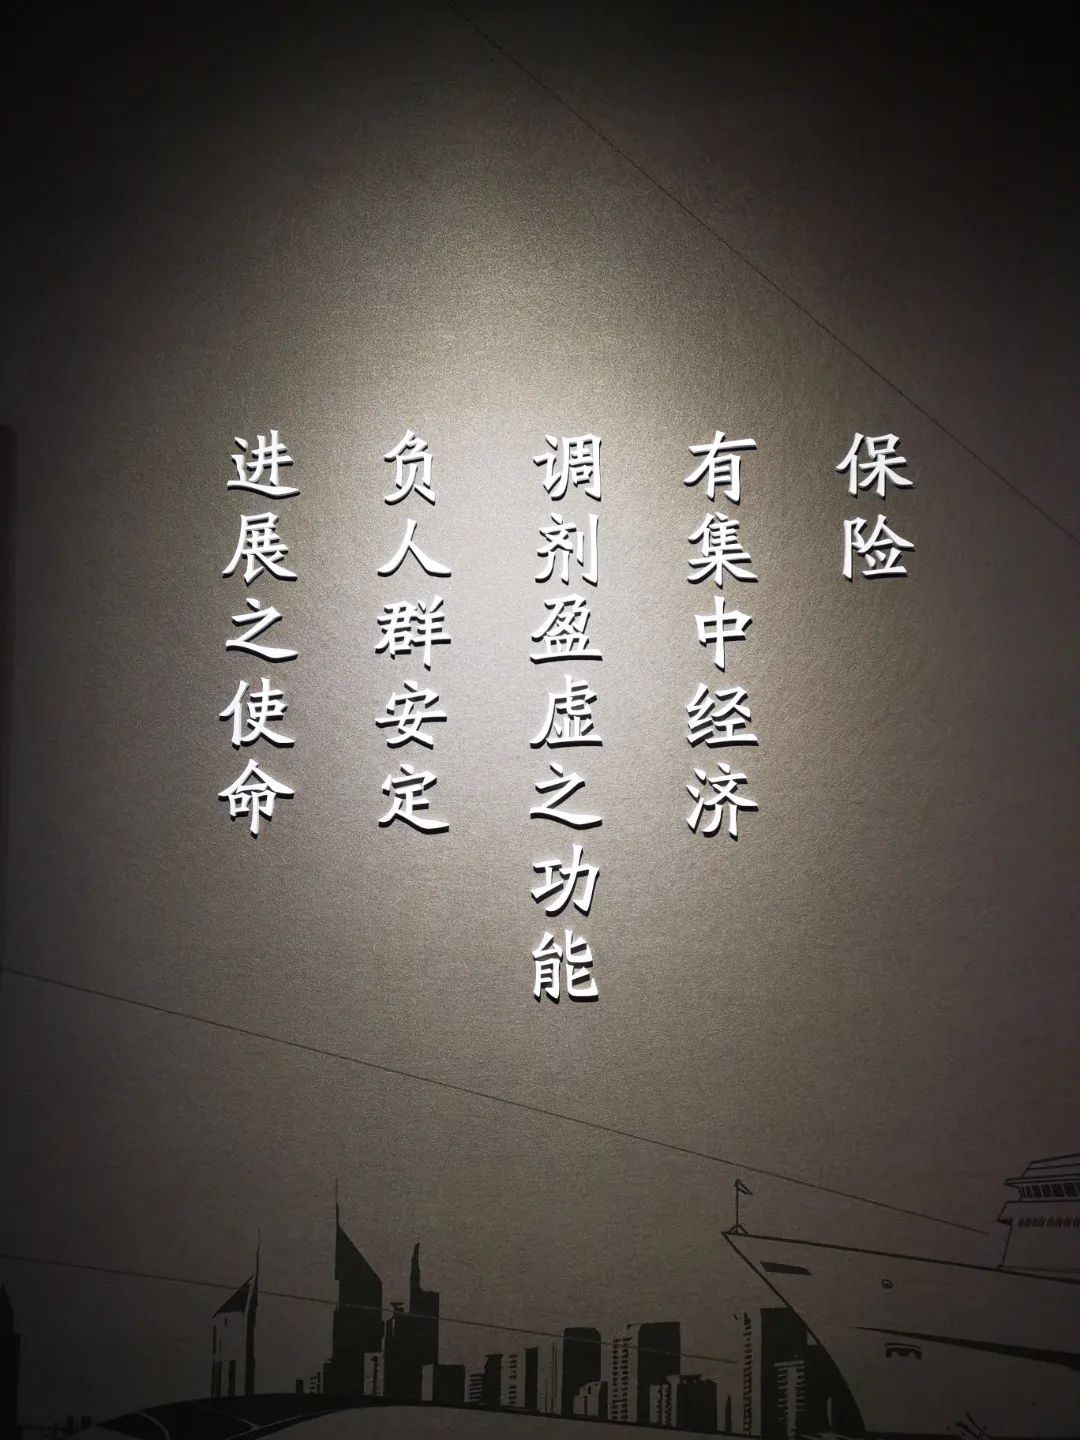 保险
有集中经济
调剂盈虚之功能
负人群安定
进展之使命